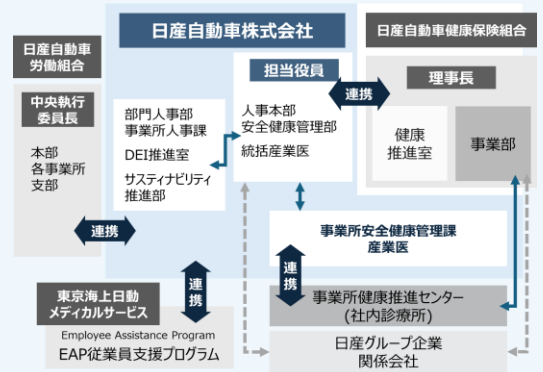 日産自動車
労働組合
中央執行
委員長
本部
各事業所
支部
日産自動車株式会社
部門人事部
事業所人事課
DEI推進室
サスティナビリティ
推進部
担当役員
人事本部
安全健康管理部
統括産業医
連携
日産自動車健康保険組合
理事長
健康
推進室
事業部
連携
事業所安全健康管理課
産業医
連携
連携
事業所健康推進センター
(社内診療所)
日産グループ企業
関係会社
東京海上日動
メディカルサービス
Employee Assistance Program
EAP従業員支援プログラム